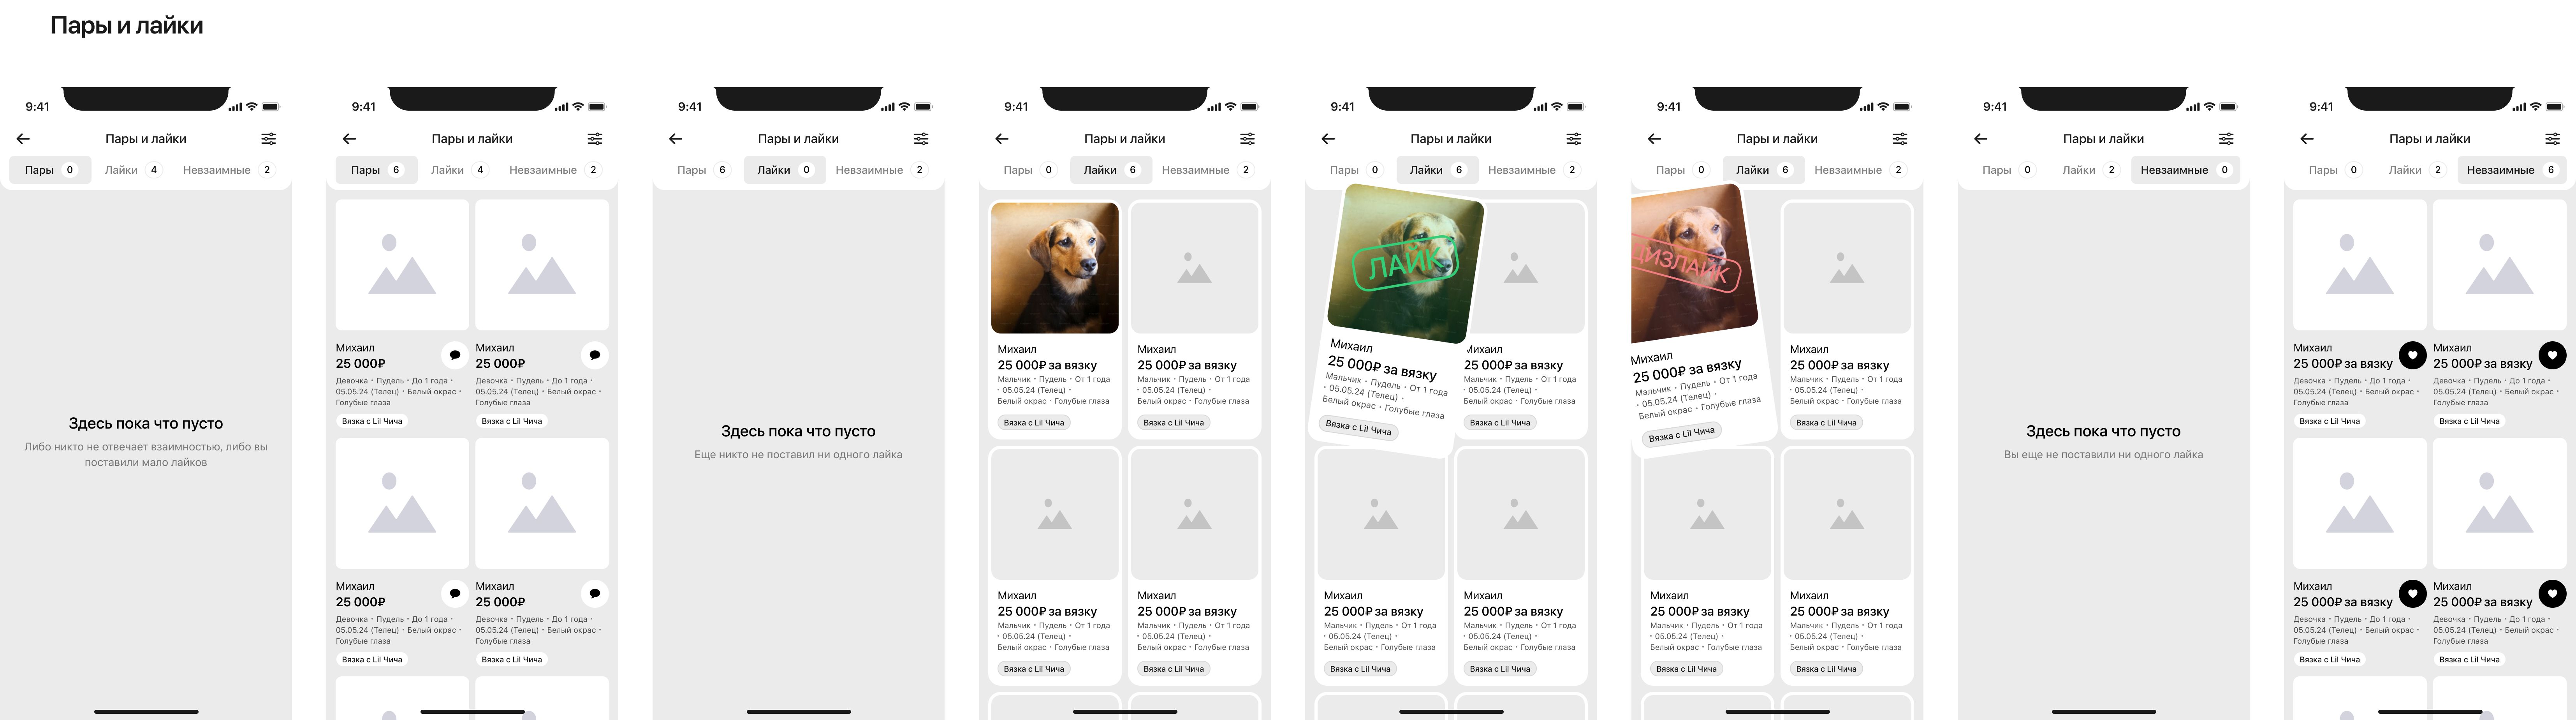 Пары и лайки
9:41
Пары и лайки
Пары 0 Лайки 4 Невзаимные 2
Здесь пока что пусто
Либо никто не отвечает взаимностью, либо вы
поставили мало лайков
9:41
Пары и лайки
Пары 6 Лайки 4 Невзаимные 2
Михаил
25 000₽
Девочка · Пудель · До 1 года ·
05.05.24 (Телец) · Белый окрас ·
Голубые глаза
Вязка с Lil Чича
Михаил
25 000₽
Девочка · Пудель · До 1 года ·
05.05.24 (Телец) · Белый окрас ·
Голубые глаза
Вязка с Lil Чича
Михаил
25 000₽
Девочка · Пудель · До 1 года ·
05.05.24 (Телец) · Белый окрас ·
Голубые глаза
Вязка с Lil Чича
Михаил
25 000₽
Девочка · Пудель · До 1 года ·
05.05.24 (Телец) · Белый окрас ·
Голубые глаза
Вязка с Lil Чича
9:41
Пары и лайки
Пары 6 Лайки 0 Невзаимные 2
Здесь пока что пусто
Еще никто не поставил ни одного лайка
9:41
Пары и лайки
Пары 0 Лайки 6 Невзаимные 2
Михаил
25 000₽ за вязку
Мальчик · Пудель · От 1 года
· 05.05.24 (Телец) ·
Белый окрас · Голубые глаза
Вязка с Lil Чича
Михаил
25 000₽ за вязку
Мальчик · Пудель · От 1 года
· 05.05.24 (Телец) ·
Белый окрас · Голубые глаза
Вязка с Lil Чича
Михаил
25 000₽ за вязку
Мальчик · Пудель · От 1 года
· 05.05.24 (Телец) ·
Белый окрас · Голубые глаза
Вязка с Lil Чича
Михаил
25 000₽ за вязку
Мальчик · Пудель · От 1 года
· 05.05.24 (Телец) ·
Белый окрас · Голубые глаза
Вязка с Lil Чича
9:41
Пары и лайки
Пары 0 Лайки 6 Невзаимные 2
ЛАЙК
Михаил
25 000₽ за вязку
Мальчик · Пудель · От 1 года
· 05.05.24 (Телец) ·
Белый окрас · Голубые глаза
Вязка с Lil Чича
Михаил
25 000₽ за вязку
Мальчик · Пудель · От 1 года
· 05.05.24 (Телец) ·
Белый окрас · Голубые глаза
Вязка с Lil Чича
Михаил
25 000₽ за вязку
Мальчик · Пудель · От 1 года
· 05.05.24 (Телец) ·
Белый окрас · Голубые глаза
Вязка с Lil Чича
Михаил
25 000₽ за вязку
Мальчик · Пудель · От 1 года
· 05.05.24 (Телец) ·
Белый окрас · Голубые глаза
Вязка с Lil Чича
9:41
Пары и лайки
Пары 0 Лайки 6 Невзаимные 2
ДИЗЛАЙК
Михаил
25 000₽ за вязку
Мальчик · Пудель · От 1 года
· 05.05.24 (Телец) ·
Белый окрас · Голубые глаза
Вязка с Lil Чича
Михаил
25 000₽ за вязку
Мальчик · Пудель · От 1 года
· 05.05.24 (Телец) ·
Белый окрас · Голубые глаза
Вязка с Lil Чича
Михаил
25 000₽ за вязку
Мальчик · Пудель · От 1 года
· 05.05.24 (Телец) ·
Белый окрас · Голубые глаза
Вязка с Lil Чича
Михаил
25 000₽ за вязку
Мальчик · Пудель · От 1 года
· 05.05.24 (Телец) ·
Белый окрас · Голубые глаза
Вязка с Lil Чича
9:41
Пары и лайки
Пары 0 Лайки 2 Невзаимные 0
Здесь пока что пусто
Вы еще не поставили ни одного лайка
9:41
Пары и лайки
Пары 0 Лайки 2 Невзаимные 6
Михаил
25 000₽ за вязку
Девочка · Пудель · До 1 года ·
05.05.24 (Телец) · Белый окрас ·
Голубые глаза
Вязка с Lil Чича
Михаил
25 000₽ за вязку
Девочка · Пудель · До 1 года ·
05.05.24 (Телец) · Белый окрас ·
Голубые глаза
Вязка с Lil Чича
Михаил
25 000₽ за вязку
Девочка · Пудель · До 1 года ·
05.05.24 (Телец) · Белый окрас ·
Голубые глаза
Вязка с Lil Чича
Михаил
25 000₽ за вязку
Девочка · Пудель · До 1 года ·
05.05.24 (Телец) · Белый окрас ·
Голубые глаза
Вязка с Lil Чича